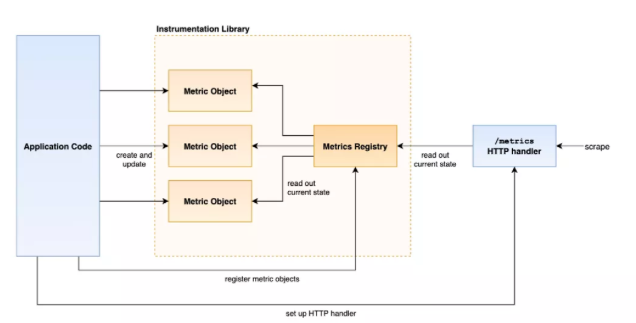 Instrumentation Library
Metric Object
Application Code
create and
update
Metric Object
Metrics Registry
read out
current state
/metrics
HTTP handler
scrape
read out
current state
Metric Object
register metric objects
set up HTTP handler